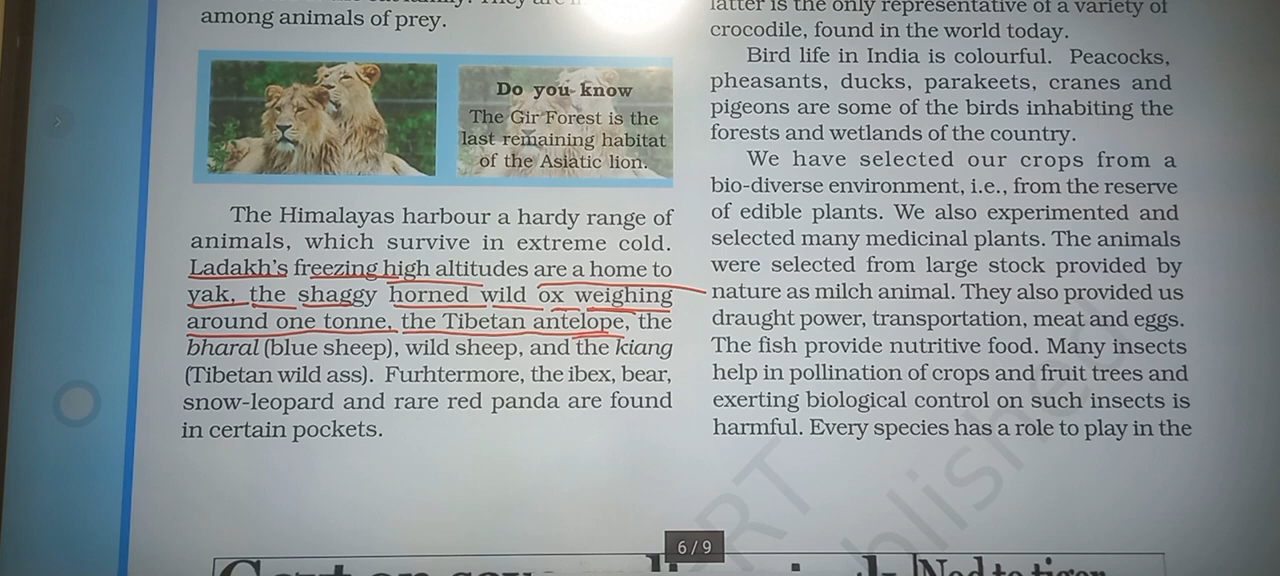 among animals of prey.
Do you know
The Gir Forest is the
last remaining habitat
of the Asiatic lion.
The Himalayas harbour a hardy range of
animals, which survive in extreme cold.
Ladakh's freezing high altitudes are a home to
yak, the shaggy horned wild ox weighing
around one tonne, the Tibetan antelope, the
bharal (blue sheep), wild sheep, and the kiang
(Tibetan wild ass). Furhtermore, the ibex, bear,
snow-leopard and rare red panda are found
in certain pockets.
latter is the only representative of a variety of
crocodile, found in the world today.
Bird life in India is colourful. Peacocks,
pheasants, ducks, parakeets, cranes and
pigeons are some of the birds inhabiting the
forests and wetlands of the country.
We have selected our crops from a
bio-diverse environment, i.e., from the reserve
of edible plants. We also experimented and
selected many medicinal plants. The animals
were selected from large stock provided by
nature as milch animal. They also provided us
draught power, transportation, meat and eggs.
The fish provide nutritive food. Many insects
help in pollination of crops and fruit trees and
exerting biological control on such insects is
harmful. Every species has a role to play in the
6/9